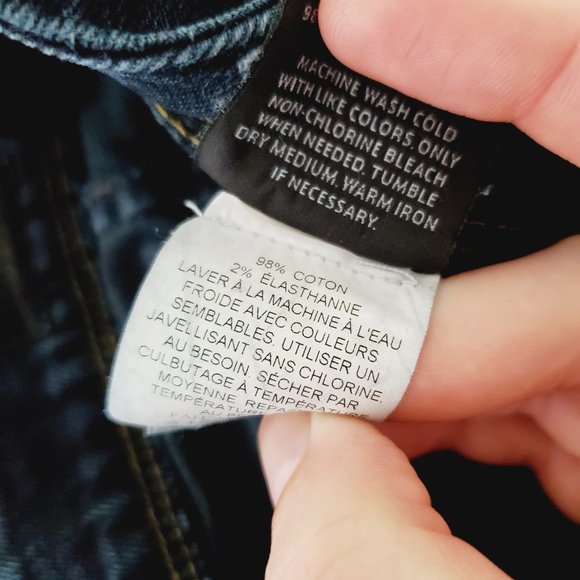 MACHINE WASH COLD
WITH LIKE COLORS. ONLY
NON-CHLORINE BLEACH
WHEN NEEDED. TUMBLE
DRY MEDIUM. WARM IRON
IF NECESSARY.
98% COTON
2% ÉLASTHANNE
LAVER À LA MACHINE À L'EAU
FROIDE AVEC COULEURS
SEMBLABLES. UTILISER UN
JAVELLISANT SANS CHLORINE,
AU BESOIN. SÉCHER PAR
CULBUTAGE À TEMPÉRATURE
MOYENNE. REPA
TEMPÉRATURE